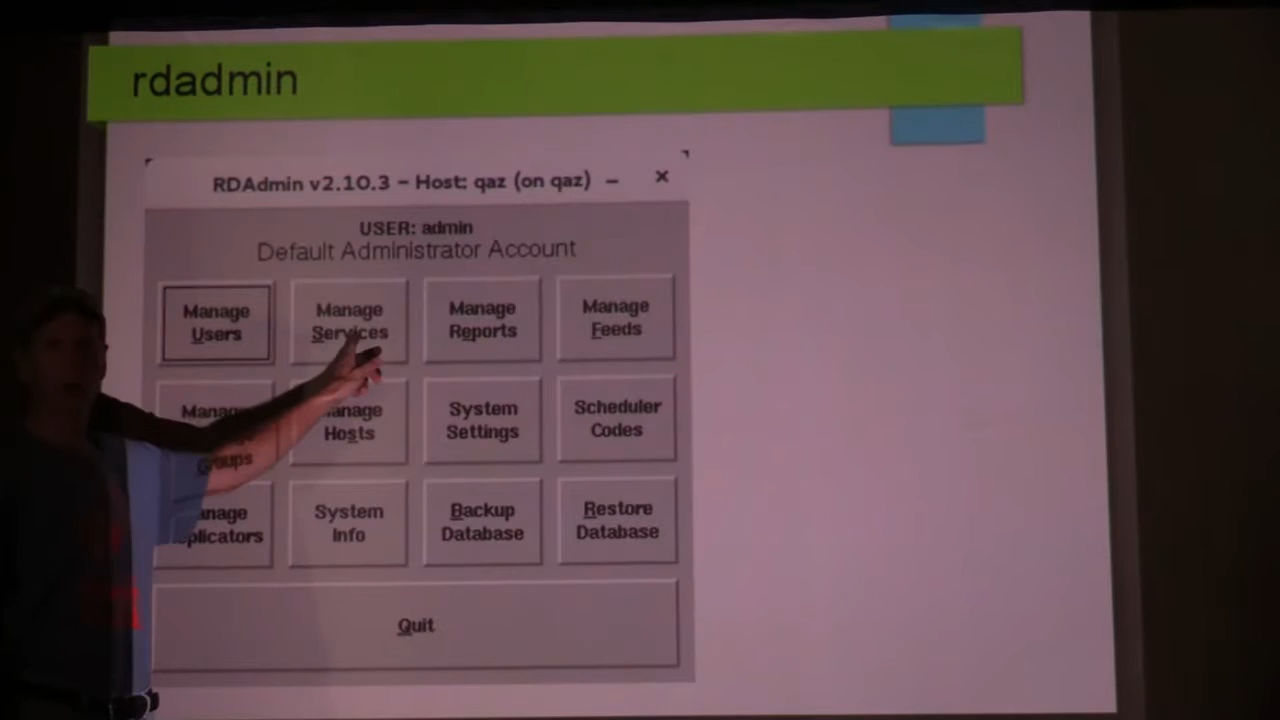 rdadmin
RDAdmin v2.10.3 – Host: qaz (on qaz) – ×
USER: admin
Default Administrator Account
Manage
Users
Manage
Services
Manage
Reports
Manage
Feeds
Groups
Hosts
System
Settings
Scheduler
Codes
System
Info
Backup
Database
Restore
Database
Quit